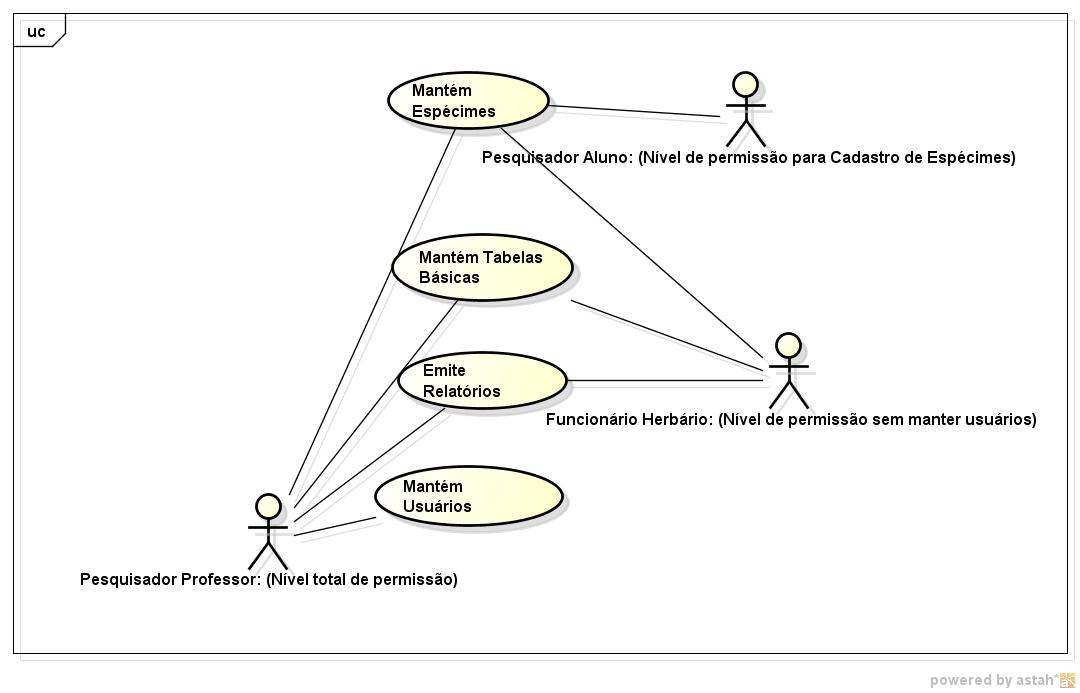 uc
Mantém
Espécimes
Pesquisador Aluno: (Nível de permissão para Cadastro de Espécimes)
Mantém Tabelas
Básicas
Emite
Relatórios
Funcionário Herbário: (Nível de permissão sem manter usuários)
Mantém
Usuários
Pesquisador Professor: (Nível total de permissão)
powered by astah*